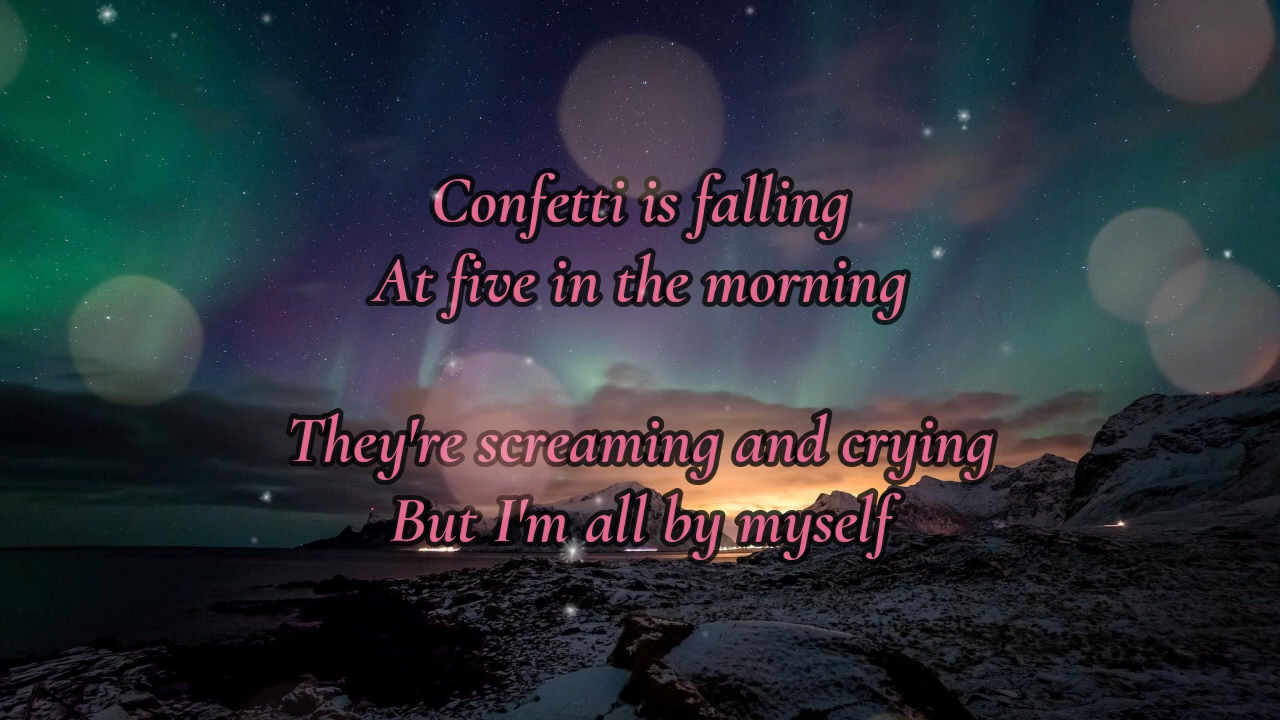 Confetti is falling
At five in the morning
They're screaming and crying
But I'm all by myself